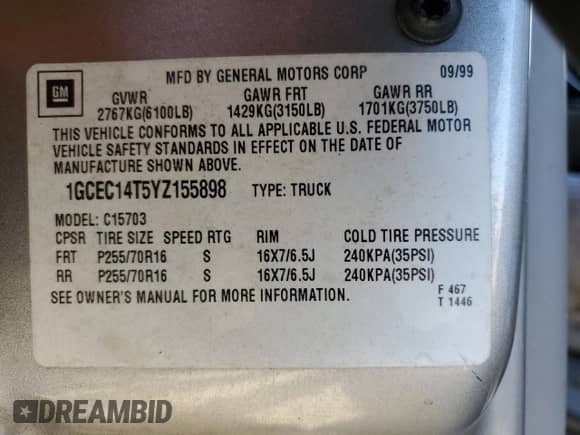 GM
MFD BY GENERAL MOTORS CORP 09/99
GVWR GAWR FRT GAWR RR
2767KG(6100LB) 1429KG(3150LB) 1701KG(3750LB)
THIS VEHICLE CONFORMS TO ALL APPLICABLE U.S. FEDERAL MOTOR
VEHICLE SAFETY STANDARDS IN EFFECT ON THE DATE OF
MANUFACTURE SHOWN ABOVE.
1GCEC14T5YZ155898 TYPE: TRUCK
MODEL: C15703
CPSR TIRE SIZE SPEED RTG RIM COLD TIRE PRESSURE
FRT P255/70R16 S 16X7/6.5J 240KPA(35PSI)
RR P255/70R16 S 16X7/6.5J 240KPA(35PSI)
SEE OWNER'S MANUAL FOR MORE INFORMATION. F 467
T 1446
DREAMBID